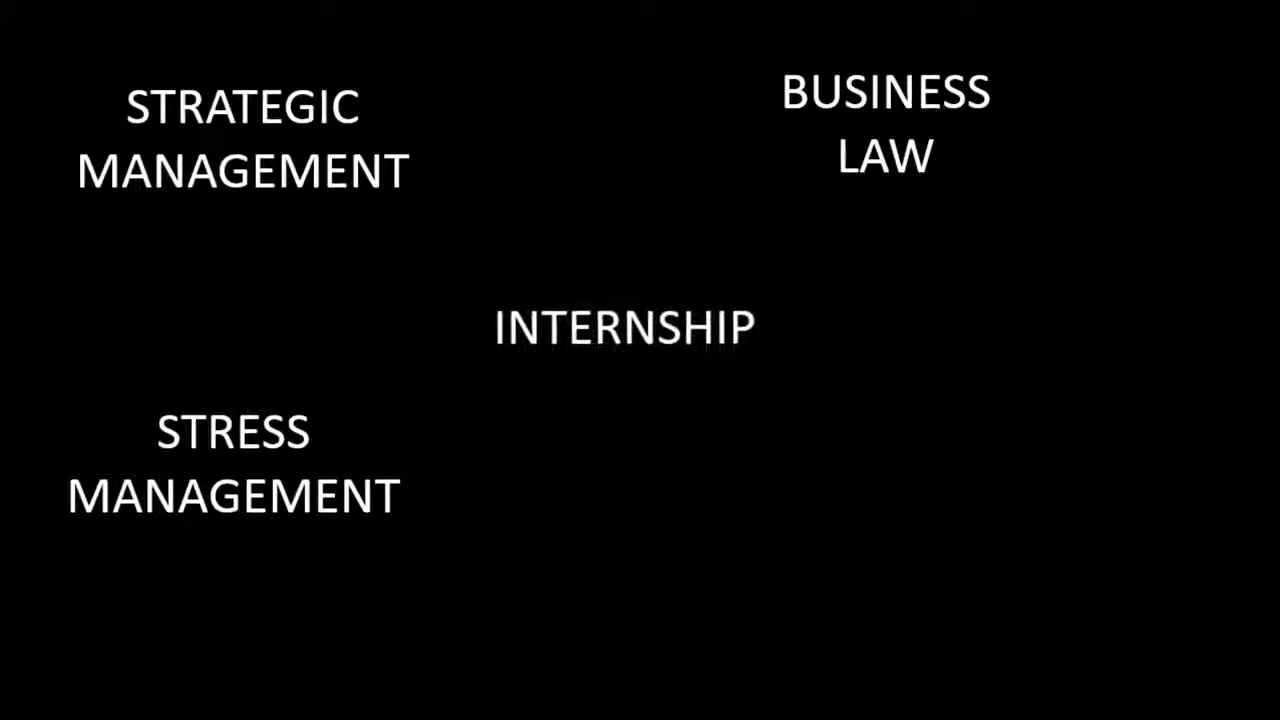 STRATEGIC
MANAGEMENT
BUSINESS
LAW
INTERNSHIP
STRESS
MANAGEMENT